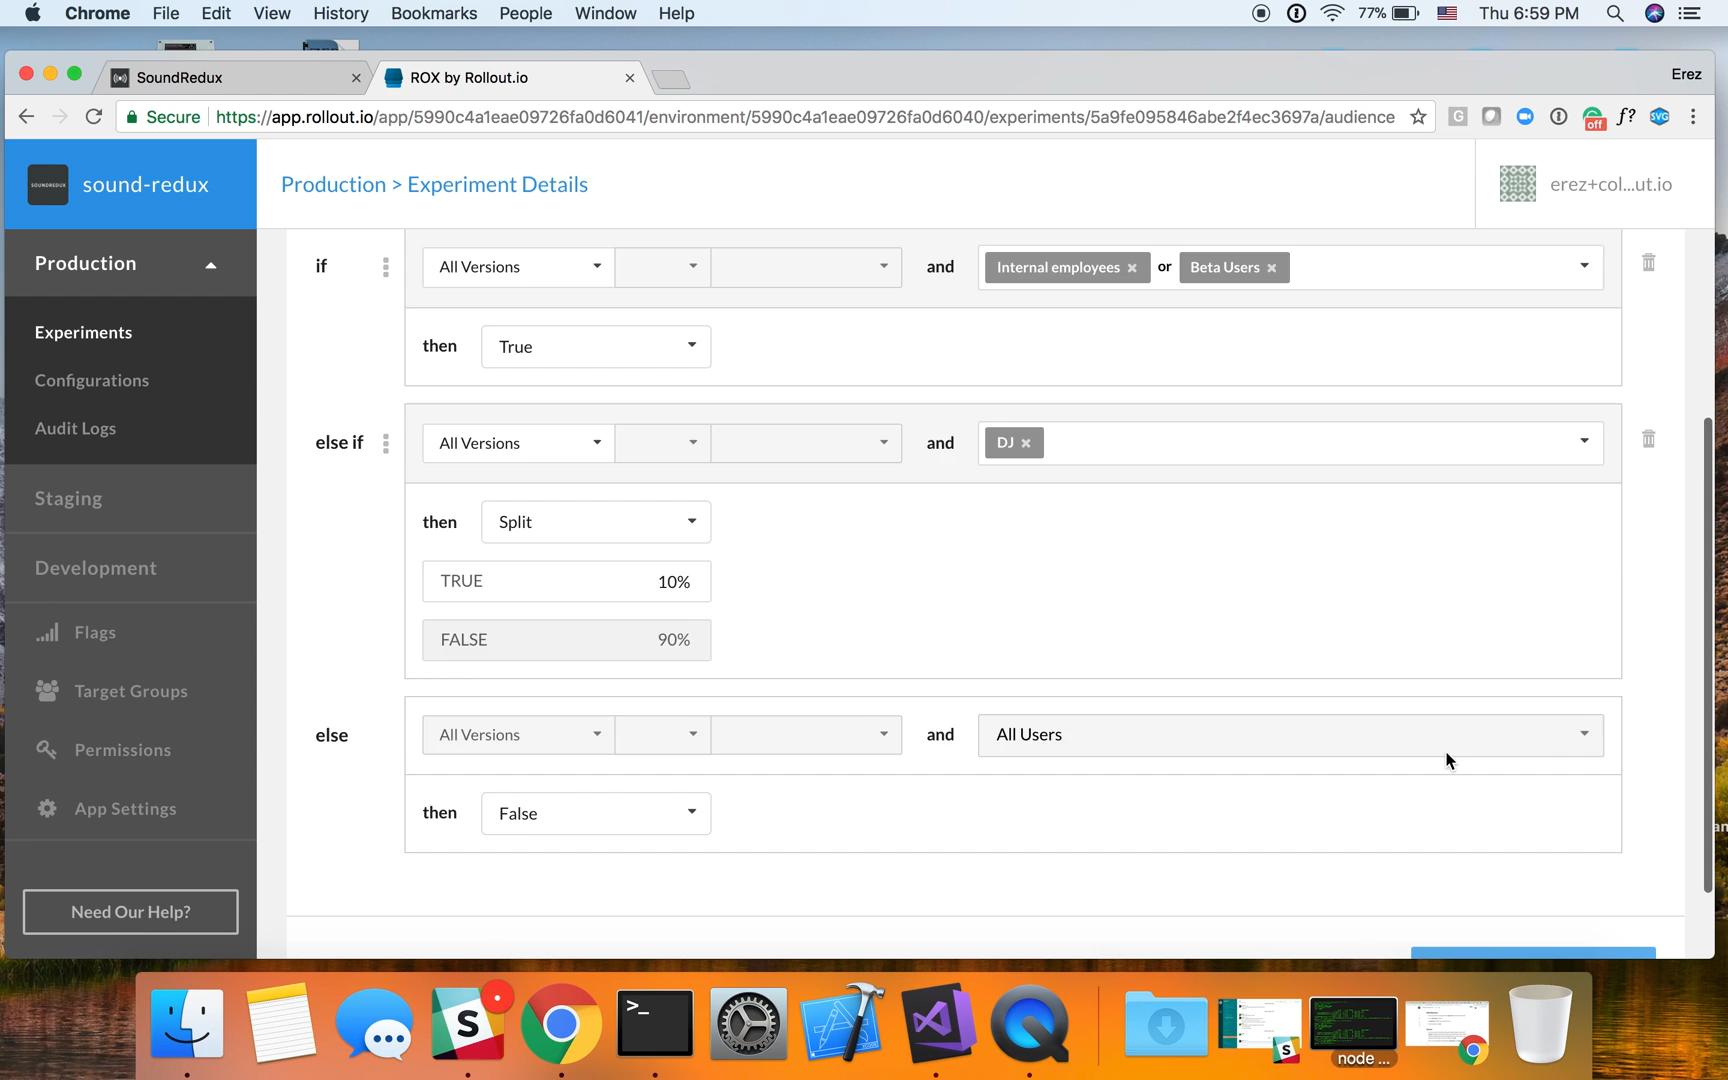 Chrome File Edit View History Bookmarks People Window Help 77% Thu 6:59 PM
SoundRedux ROX by Rollout.io Erez
Secure https://app.rollout.io/app/5990c4a1eae09726fa0d6041/environment/5990c4a1eae09726fa0d6040/experiments/5a9fe095846abe2f4ec3697a/audience G off f? SVG
SOUNDREDUX sound-redux Production > Experiment Details erez+col...ut.io
Production
Experiments
Configurations
Audit Logs
Staging
Development
Flags
Target Groups
Permissions
App Settings
Need Our Help?
if All Versions and Internal employees × or Beta Users ×
then True
else if All Versions and DJ ×
then Split
TRUE 10%
FALSE 90%
else All Versions and All Users
then False
S >_ S node ...